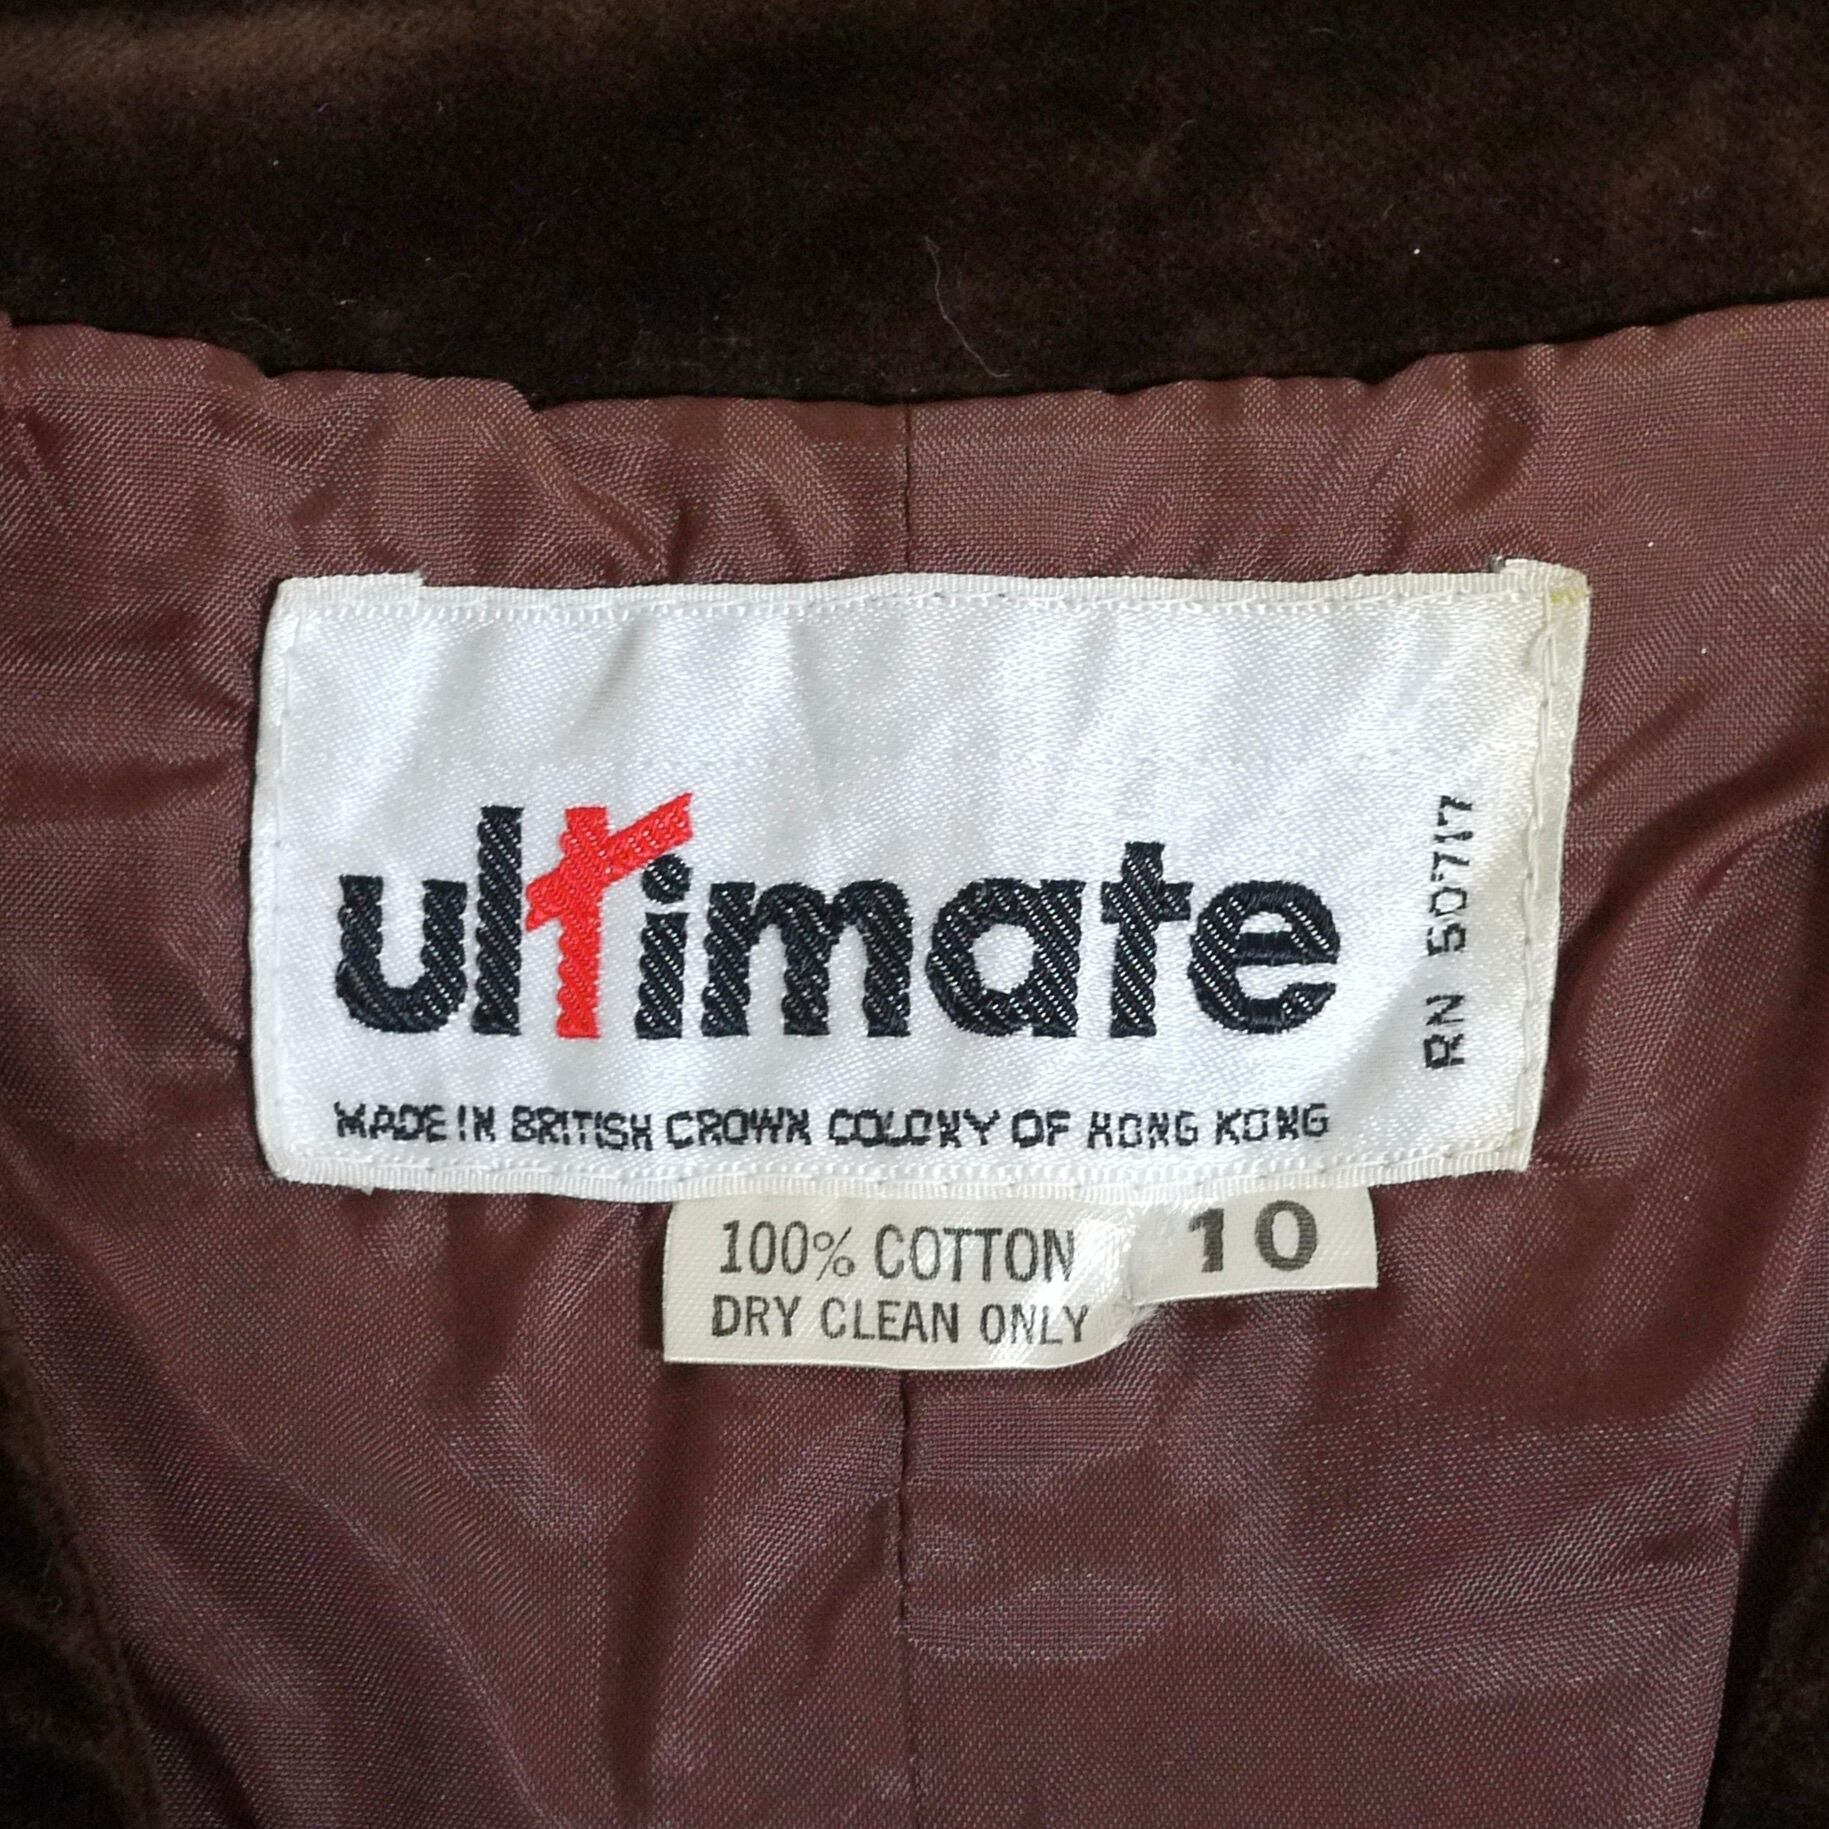 ultimate
RN 50717
MADE IN BRITISH CROWN COLONY OF HONG KONG
100% COTTON
DRY CLEAN ONLY
10